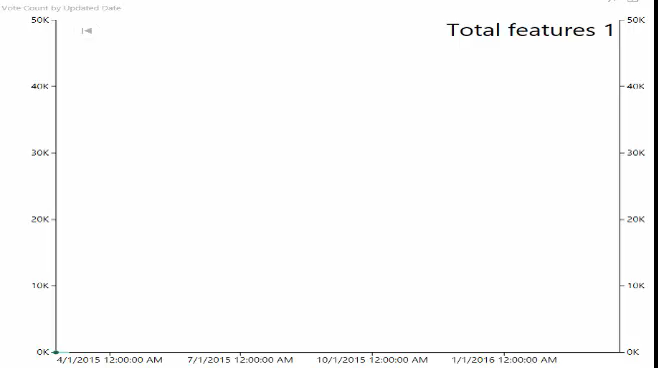 Vote Count by Updated Date
Total features 1
50K
40K
30K
20K
10K
0K
50K
40K
30K
20K
10K
0K
4/1/2015 12:00:00 AM
7/1/2015 12:00:00 AM
10/1/2015 12:00:00 AM
1/1/2016 12:00:00 AM